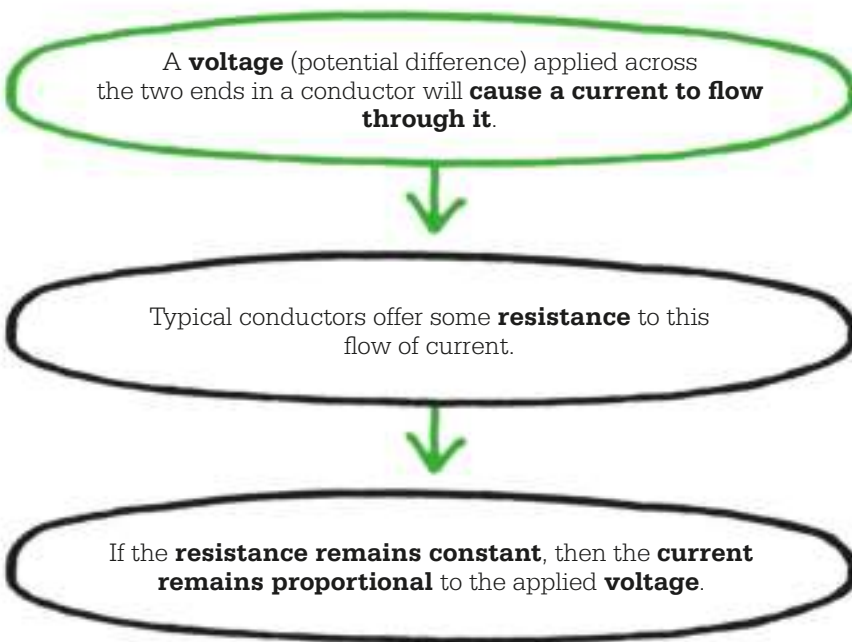 A voltage (potential difference) applied across
the two ends in a conductor will cause a current to flow
through it.
Typical conductors offer some resistance to this
flow of current.
If the resistance remains constant, then the current
remains proportional to the applied voltage.